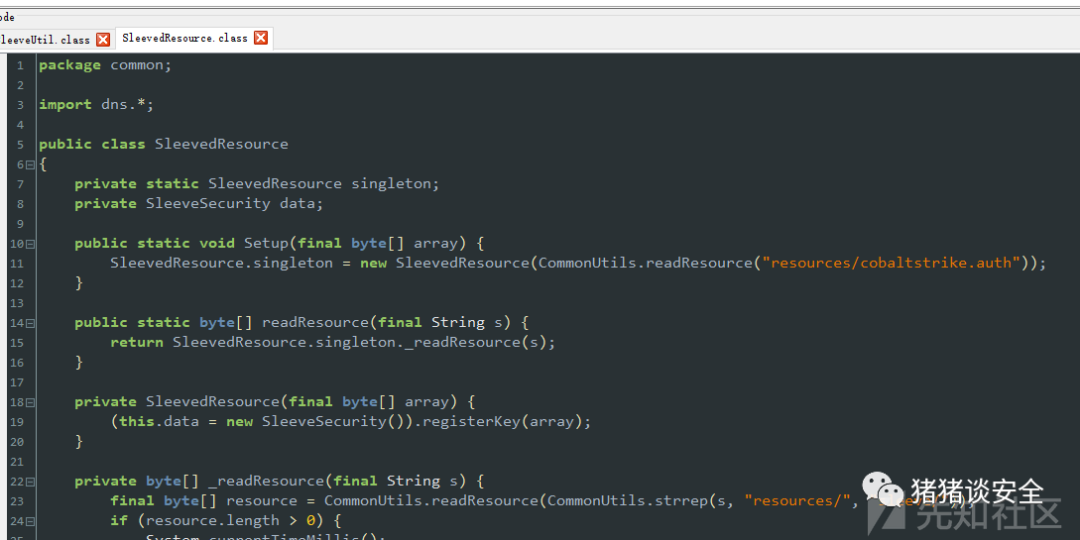 ode
leeveUtil.class SleevedResource.class
1 package common;
2
3 import dns.*;
4
5 public class SleevedResource
6 {
7 private static SleevedResource singleton;
8 private SleeveSecurity data;
9
10 public static void Setup(final byte[] array) {
11 SleevedResource.singleton = new SleevedResource(CommonUtils.readResource("resources/cobaltstrike.auth"));
12 }
13
14 public static byte[] readResource(final String s) {
15 return SleevedResource.singleton._readResource(s);
16 }
17
18 private SleevedResource(final byte[] array) {
19 (this.data = new SleeveSecurity()).registerKey(array);
20 }
21
22 private byte[] _readResource(final String s) {
23 final byte[] resource = CommonUtils.readResource(CommonUtils.strrep(s, "resources/",
24 if (resource.length > 0) {
25 System.currentTimeMillis();
猪猪谈安全
先知社区